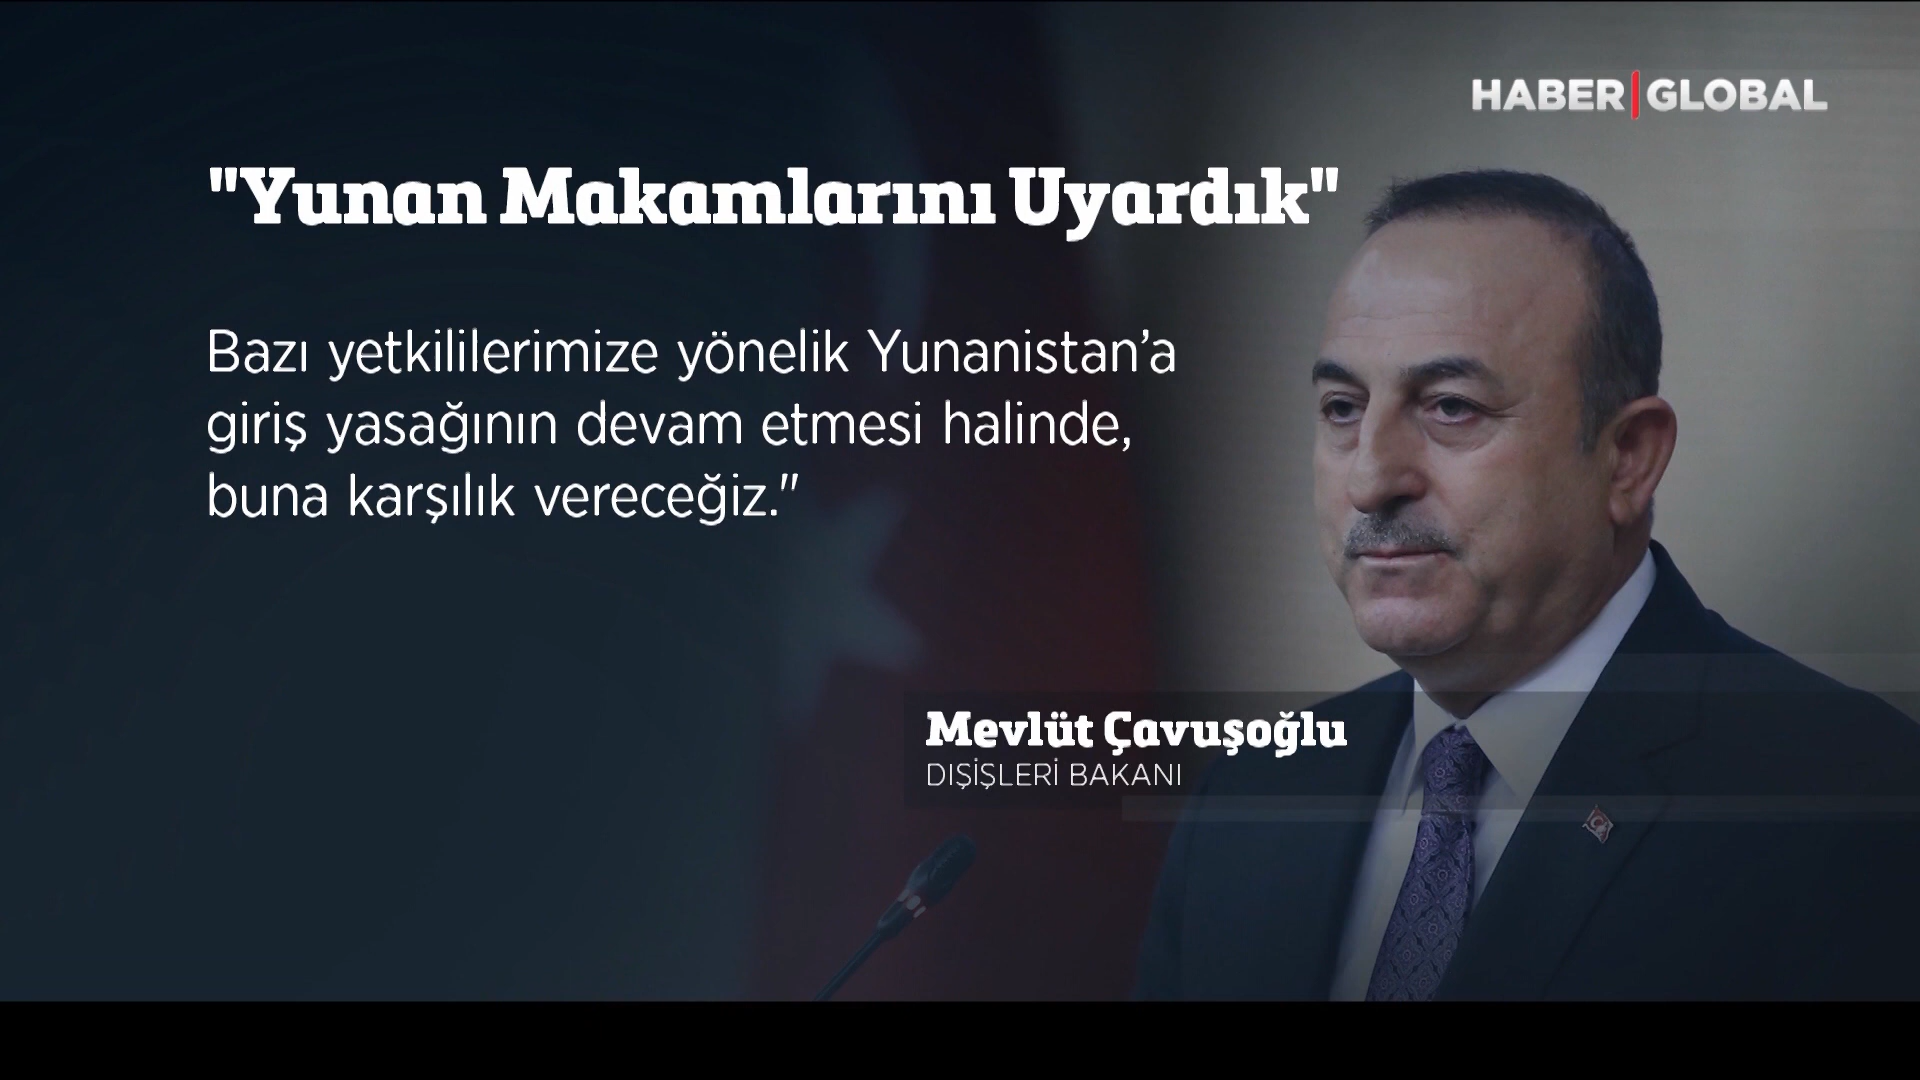 HABER GLOBAL
"Yunan Makamlarını Uyardık"
Bazı yetkililerimize yönelik Yunanistan’a
giriş yasağının devam etmesi halinde,
buna karşılık vereceğiz."
Mevlüt Çavuşoğlu
DIŞİŞLERİ BAKANI